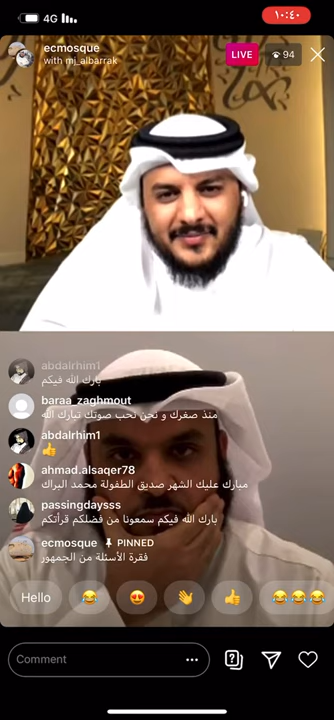 4G
١٠:٤٠
ecmosque
with mj_albarrak
LIVE
94
abdalrhim1
بارك الله فيكم
baraa_zaghmout
منذ صغرك و نحن نحب صوتك تبارك الله
abdalrhim1
👍
ahmad.alsaqer78
مبارك عليك الشهر صديق الطفولة محمد البراك
passingdaysss
بارك الله فيكم سمعونا من فضلكم قرآتكم
ecmosque PINNED
فقرة الأسئلة من الجمهور
Hello 😂 😍 👋 👍 😂😂😂
Comment